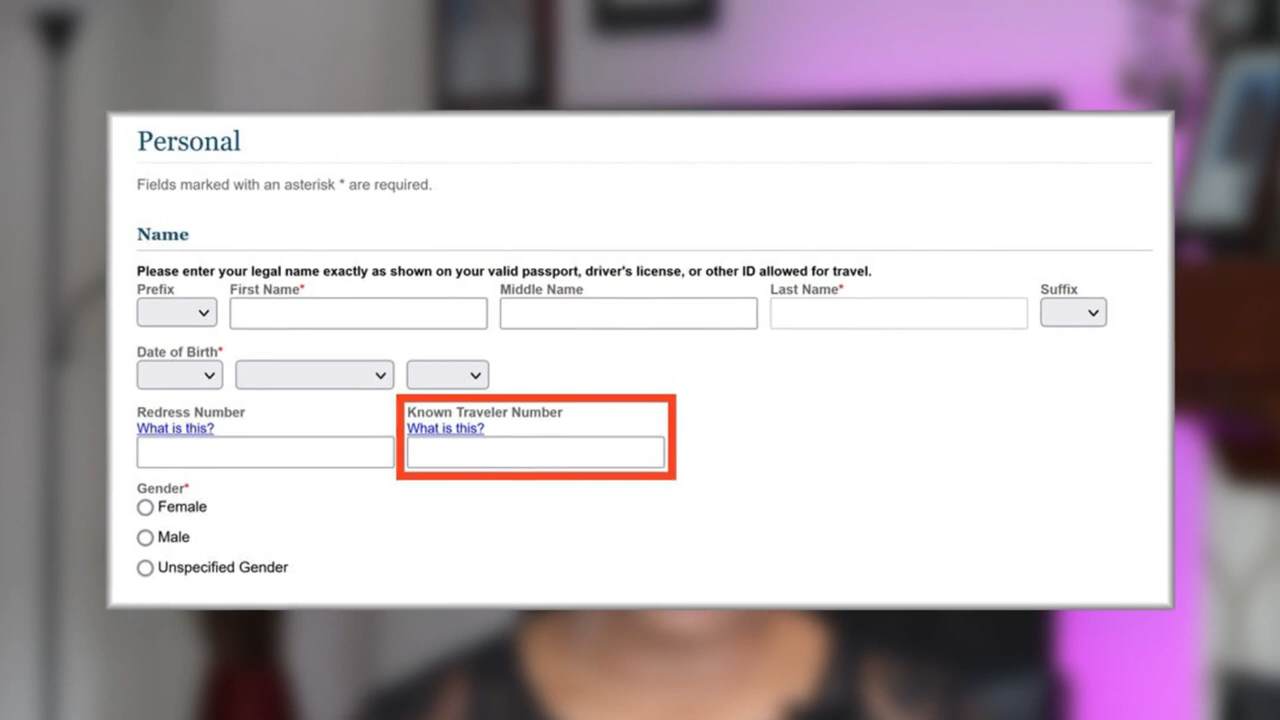 Personal
Fields marked with an asterisk * are required.
Name
Please enter your legal name exactly as shown on your valid passport, driver's license, or other ID allowed for travel.
Prefix First Name* Middle Name Last Name* Suffix
Date of Birth*
Redress Number Known Traveler Number
What is this? What is this?
Gender*
Female
Male
Unspecified Gender